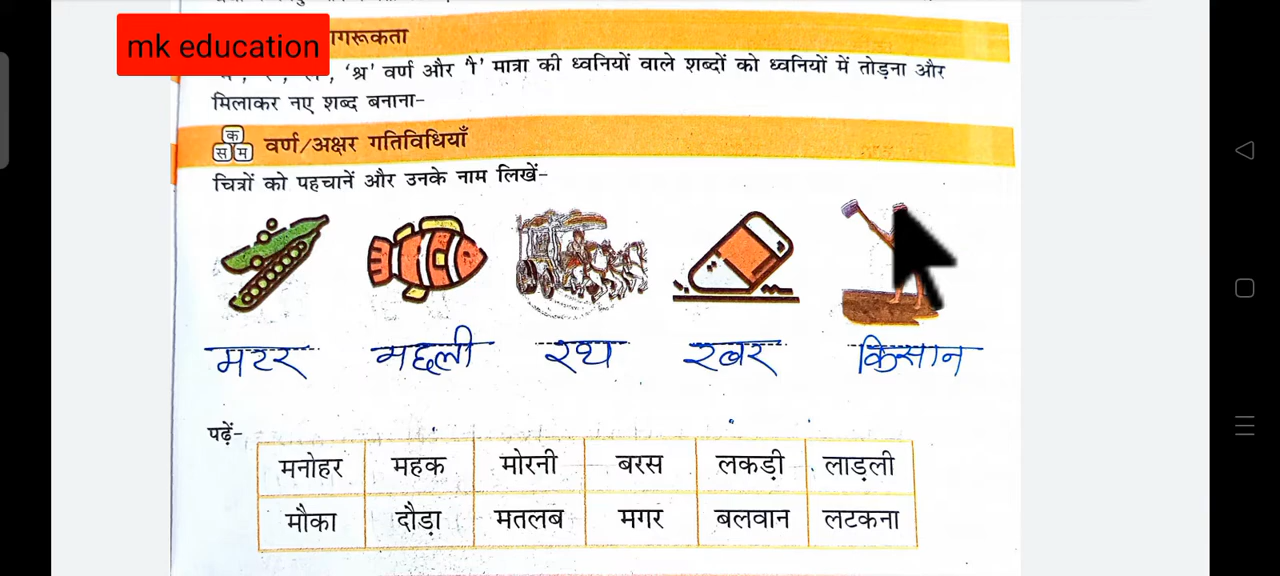 mk education
गरूकता
'श्र' वर्ण और 'ौ' मात्रा की ध्वनियों वाले शब्दों को ध्वनियों में तोड़ना और
मिलाकर नए शब्द बनाना-
क
स म
वर्ण/अक्षर गतिविधियाँ
चित्रों को पहचानें और उनके नाम लिखें-
मटर मछली रथ रबर किसान
पढ़ें-
मनोहर महक मोरनी बरस लकड़ी लाड़ली
मौका दौड़ा मतलब मगर बलवान लटकना